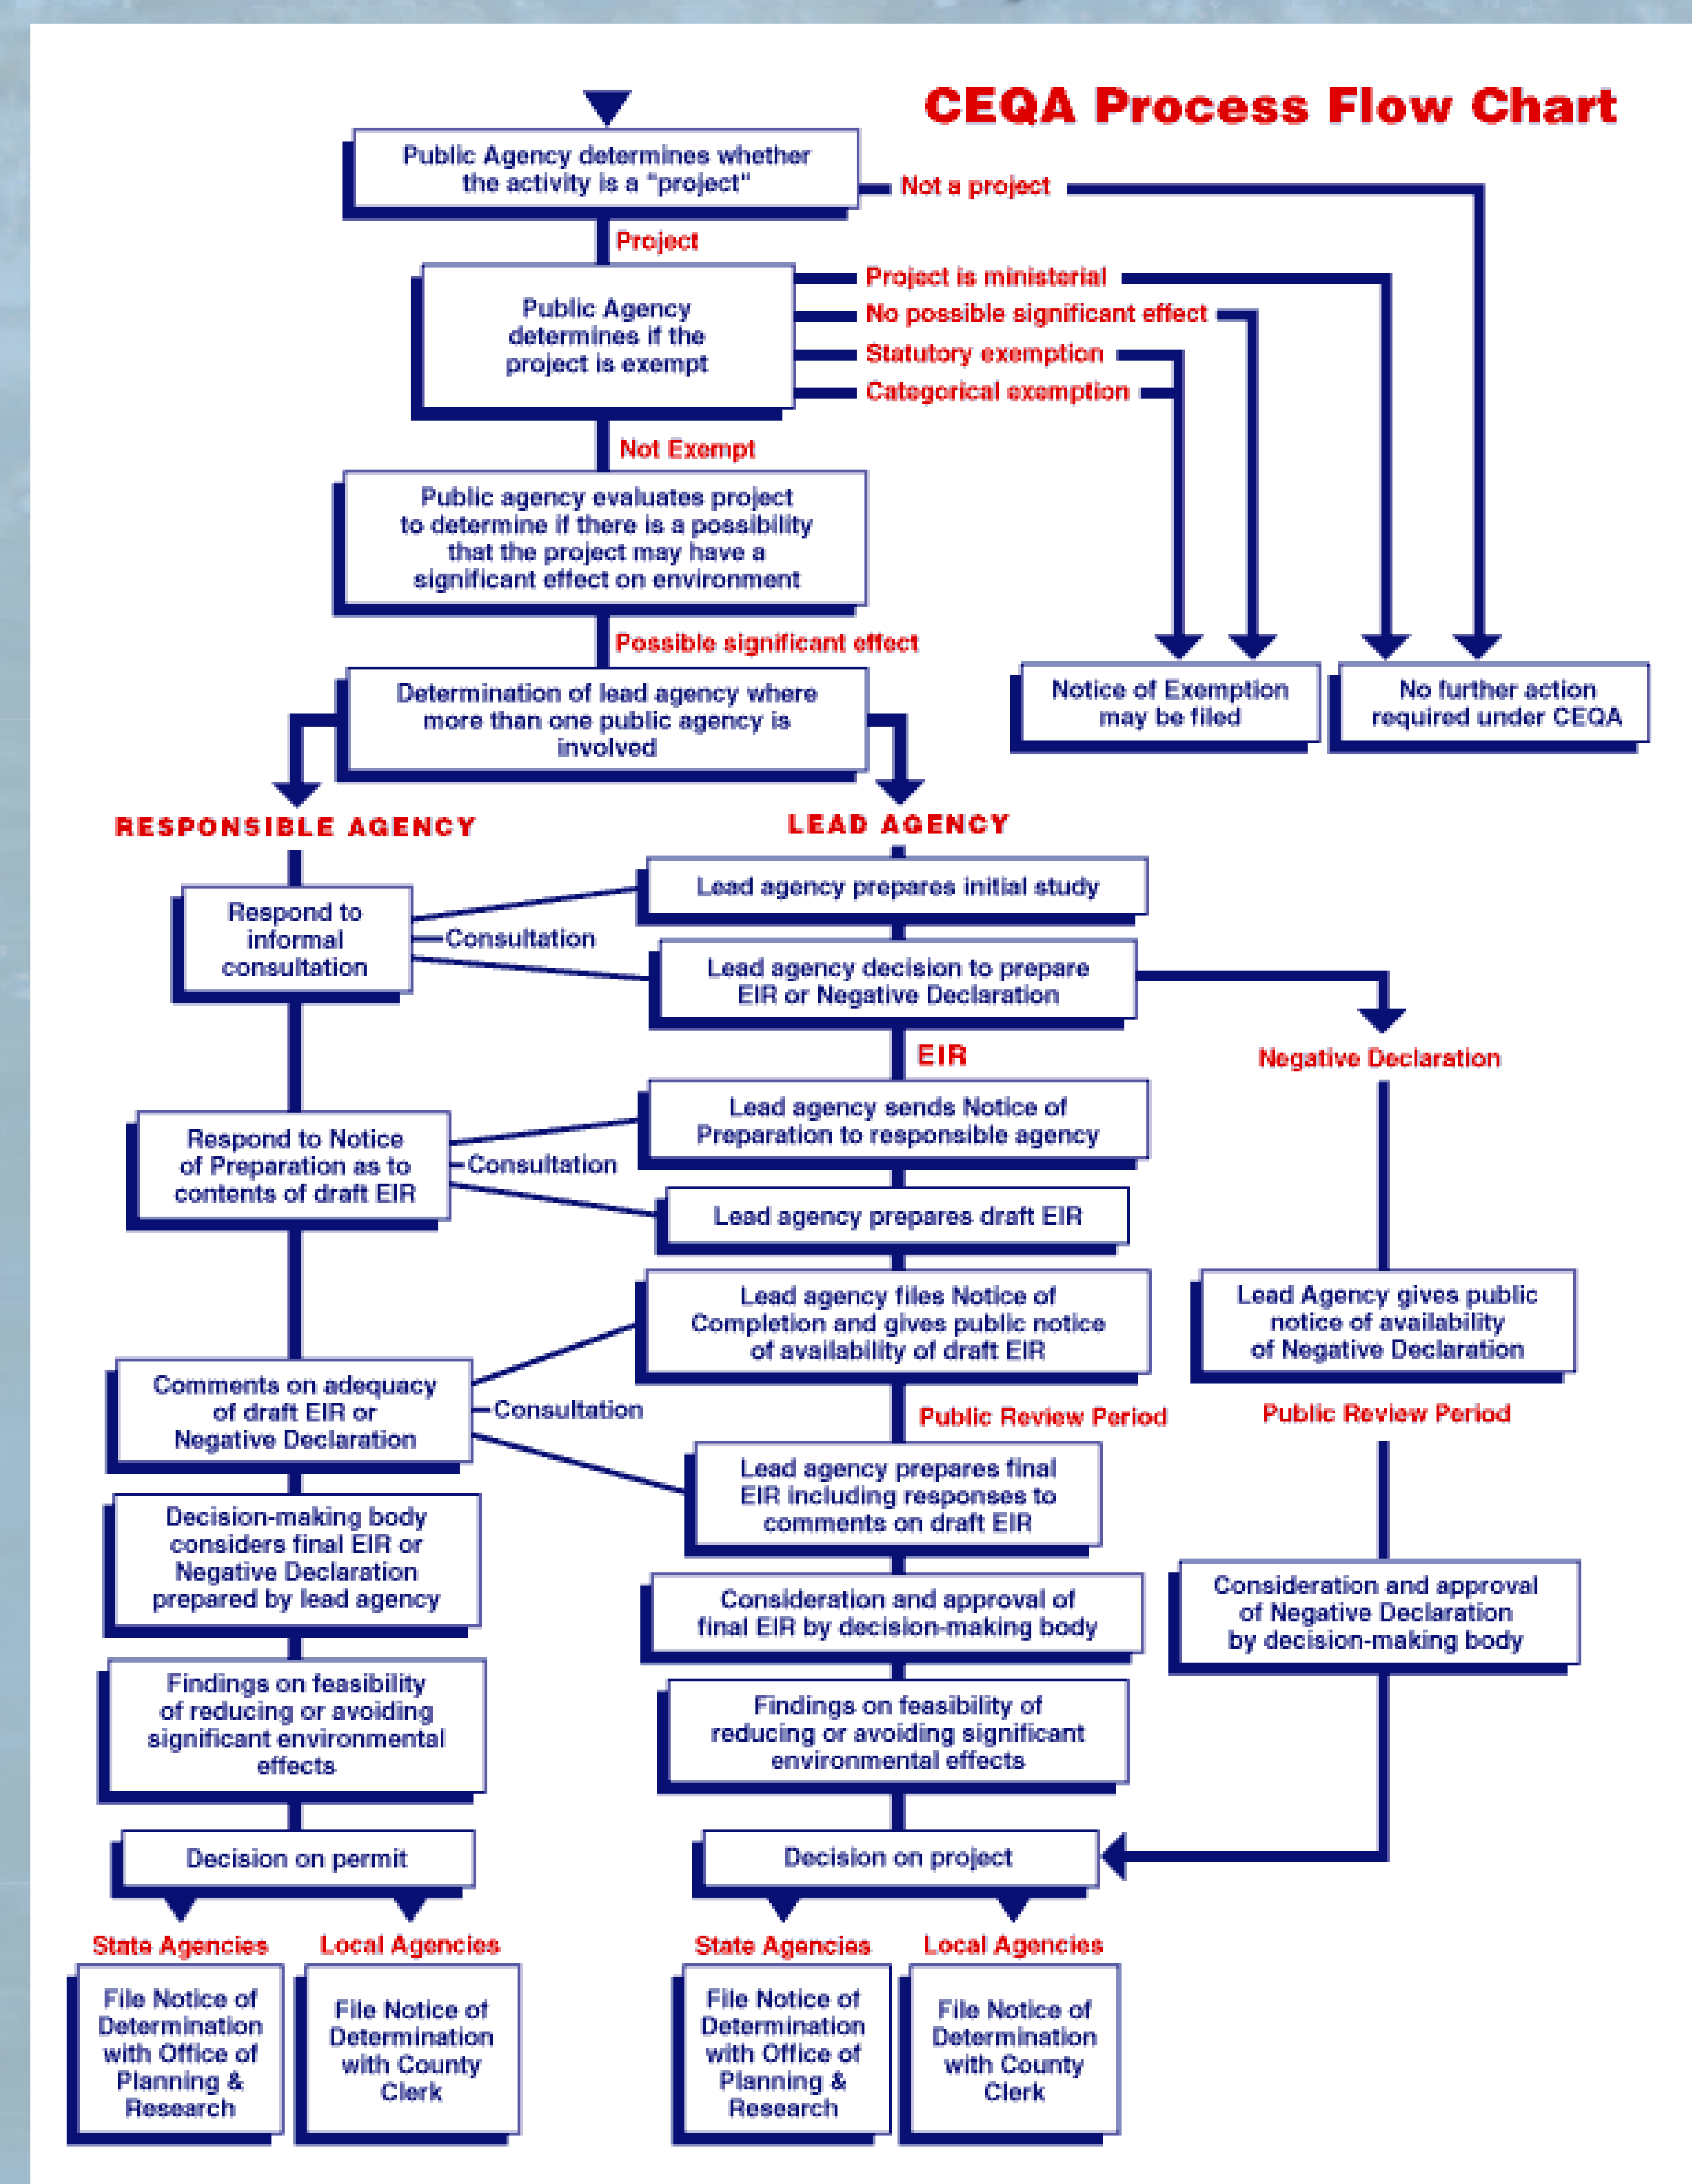 CEQA Process Flow Chart
Public Agency determines whether
the activity is a "project"
Not a project
Project
Public Agency
determines if the
project is exempt
Project is ministerial
No possible significant effect
Statutory exemption
Categorical exemption
Not Exempt
Public agency evaluates project
to determine if there is a possibility
that the project may have a
significant effect on environment
Possible significant effect
Determination of lead agency where
more than one public agency is
involved
Notice of Exemption
may be filed
No further action
required under CEQA
RESPONSIBLE AGENCY
LEAD AGENCY
Respond to
informal
consultation
Consultation
Lead agency prepares initial study
Lead agency decision to prepare
EIR or Negative Declaration
EIR
Negative Declaration
Respond to Notice
of Preparation as to
contents of draft EIR
Consultation
Lead agency sends Notice of
Preparation to responsible agency
Lead agency prepares draft EIR
Lead agency files Notice of
Completion and gives public notice
of availability of draft EIR
Lead Agency gives public
notice of availability
of Negative Declaration
Comments on adequacy
of draft EIR or
Negative Declaration
Consultation
Public Review Period
Public Review Period
Lead agency prepares final
EIR including responses to
comments on draft EIR
Decision-making body
considers final EIR or
Negative Declaration
prepared by lead agency
Consideration and approval of
final EIR by decision-making body
Consideration and approval
of Negative Declaration
by decision-making body
Findings on feasibility
of reducing or avoiding
significant environmental
effects
Findings on feasibility of
reducing or avoiding significant
environmental effects
Decision on permit
Decision on project
State Agencies
Local Agencies
State Agencies
Local Agencies
File Notice of
Determination
with Office of
Planning &
Research
File Notice of
Determination
with County
Clerk
File Notice of
Determination
with Office of
Planning &
Research
File Notice of
Determination
with County
Clerk